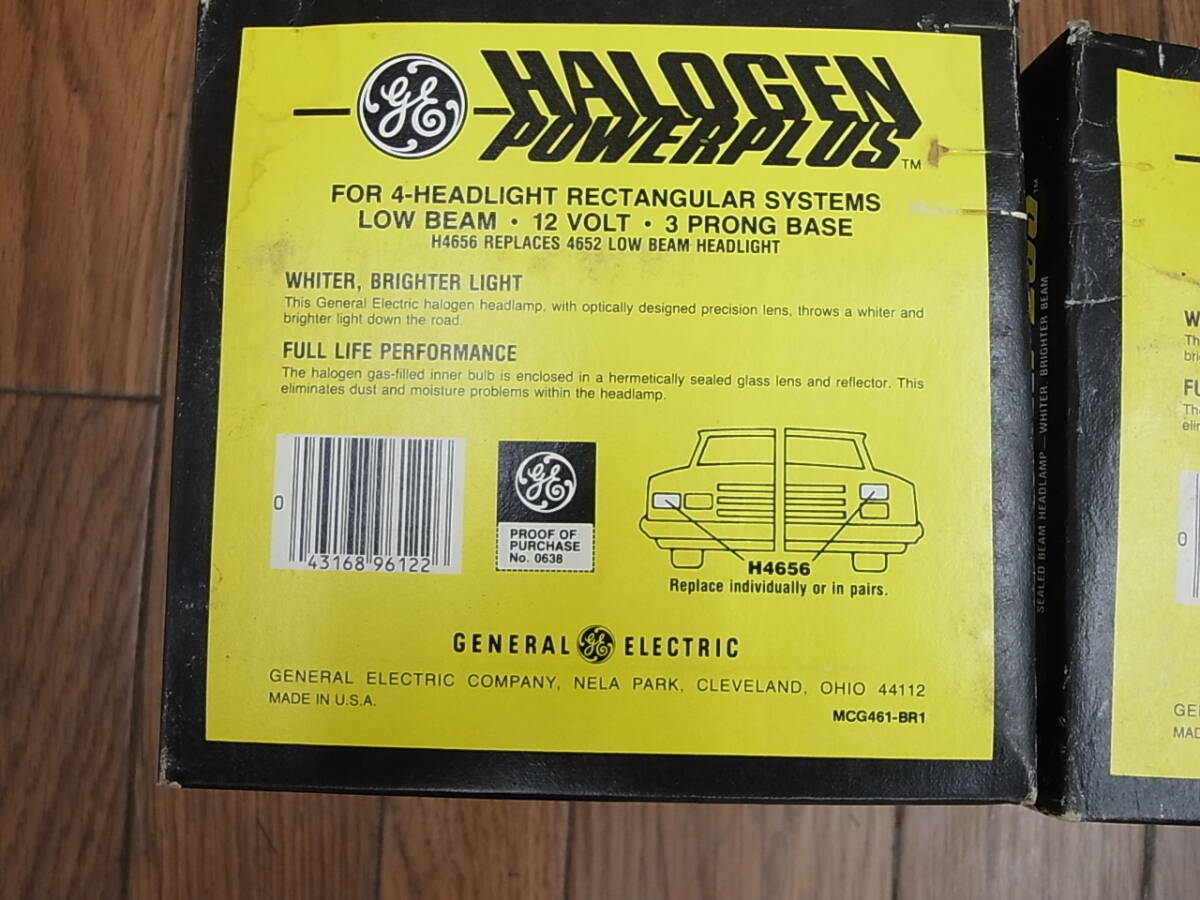 GE HALOGEN
POWERPLUS™
FOR 4-HEADLIGHT RECTANGULAR SYSTEMS
LOW BEAM • 12 VOLT • 3 PRONG BASE
H4656 REPLACES 4652 LOW BEAM HEADLIGHT
WHITER, BRIGHTER LIGHT
This General Electric halogen headlamp, with optically designed precision lens, throws a whiter and
brighter light down the road.
FULL LIFE PERFORMANCE
The halogen gas-filled inner bulb is enclosed in a hermetically sealed glass lens and reflector. This
eliminates dust and moisture problems within the headlamp.
0
43168 96122
GE
PROOF OF
PURCHASE
No. 0638
H4656
Replace individually or in pairs.
GENERAL GE ELECTRIC
GENERAL ELECTRIC COMPANY, NELA PARK, CLEVELAND, OHIO 44112
MADE IN U.S.A.
MCG461-BR1
SEALED BEAM HEADLAMP—WHITER, BRIGHTER BEAM
0